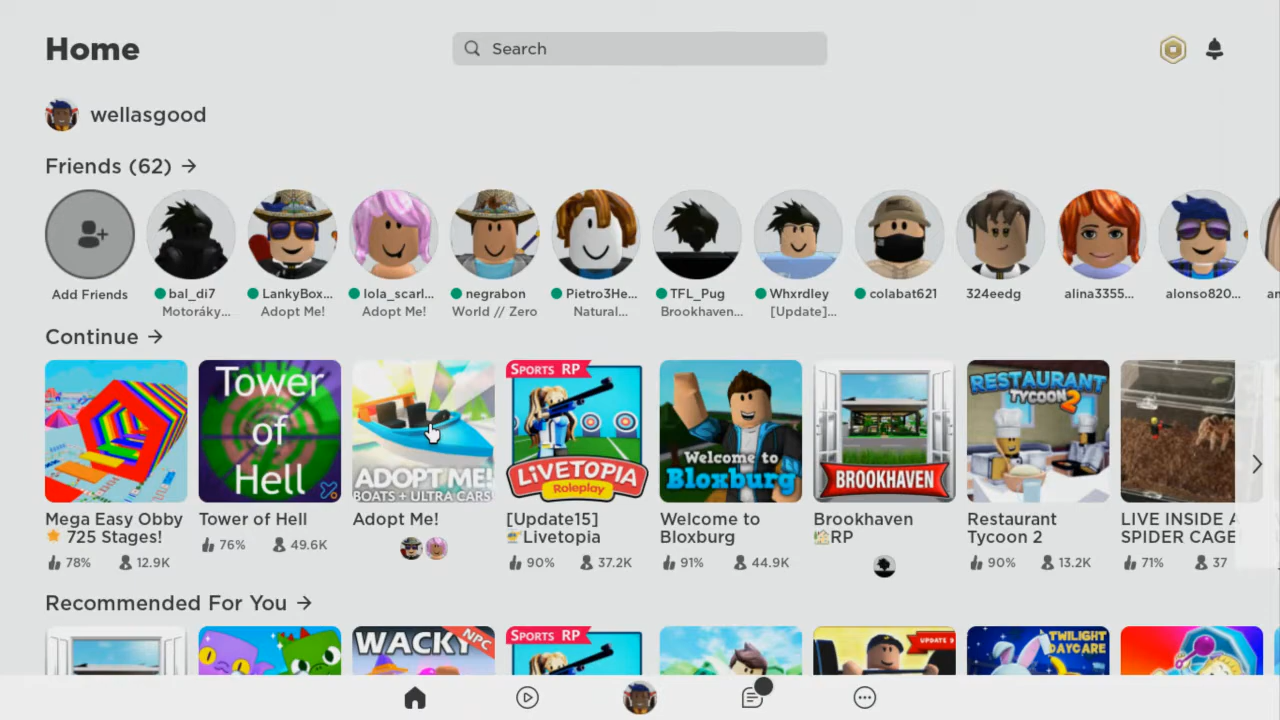 Home
Search
wellasgood
Friends (62) →
Add Friends
bal_di7
Motoráky...
LankyBox...
Adopt Me!
lola_scarl...
Adopt Me!
negrabon
World // Zero
Pietro3He...
Natural...
TFL_Pug
Brookhaven...
Whxrdley
[Update]...
colabat621
324eedg
alina3355...
alonso820...
Continue →
Mega Easy Obby
725 Stages!
78% 12.9K
Tower
of
Hell
Tower of Hell
76% 49.6K
ADOPT ME!
BOATS + ULTRA CARS
Adopt Me!
SPORTS RP
LIVETOPIA
Roleplay
[Update15]
Livetopia
90% 37.2K
Welcome to
Bloxburg
Welcome to
Bloxburg
91% 44.9K
BROOKHAVEN
Brookhaven
RP
RESTAURANT
TYCOON 2
Restaurant
Tycoon 2
90% 13.2K
LIVE INSIDE A
SPIDER CAGE
71% 37
Recommended For You →
WACKY
NPC
SPORTS RP
UPDATE 9
TWILIGHT
DAYCARE